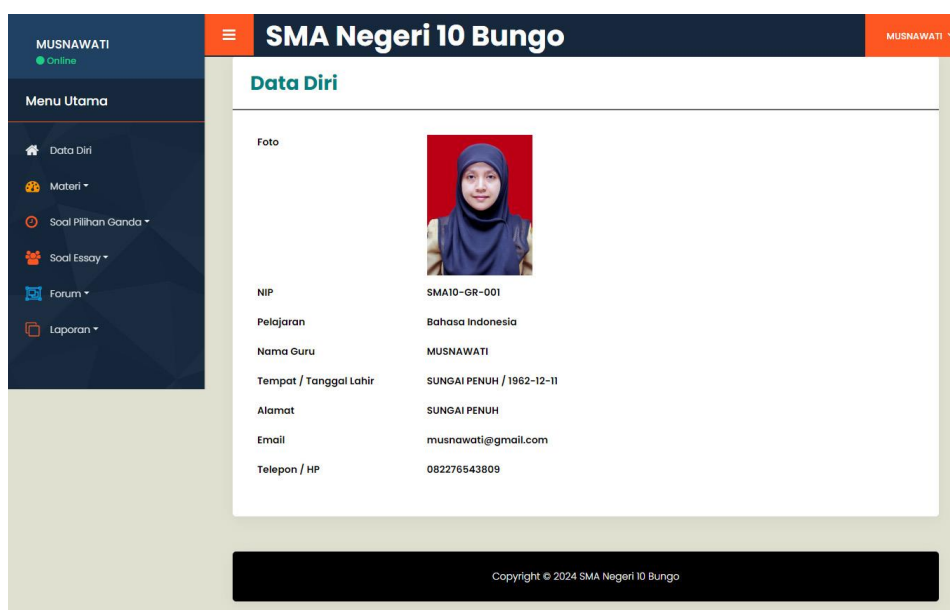 MUSNAWATI
Online
Menu Utama
Data Diri
Materi
Soal Pilihan Ganda
Soal Essay
Forum
Laporan
SMA Negeri 10 Bungo
MUSNAWATI
Data Diri
Foto
NIP SMA10-GR-001
Pelajaran Bahasa Indonesia
Nama Guru MUSNAWATI
Tempat / Tanggal Lahir SUNGAI PENUH / 1962-12-11
Alamat SUNGAI PENUH
Email musnawati@gmail.com
Telepon / HP 082276543809
Copyright © 2024 SMA Negeri 10 Bungo